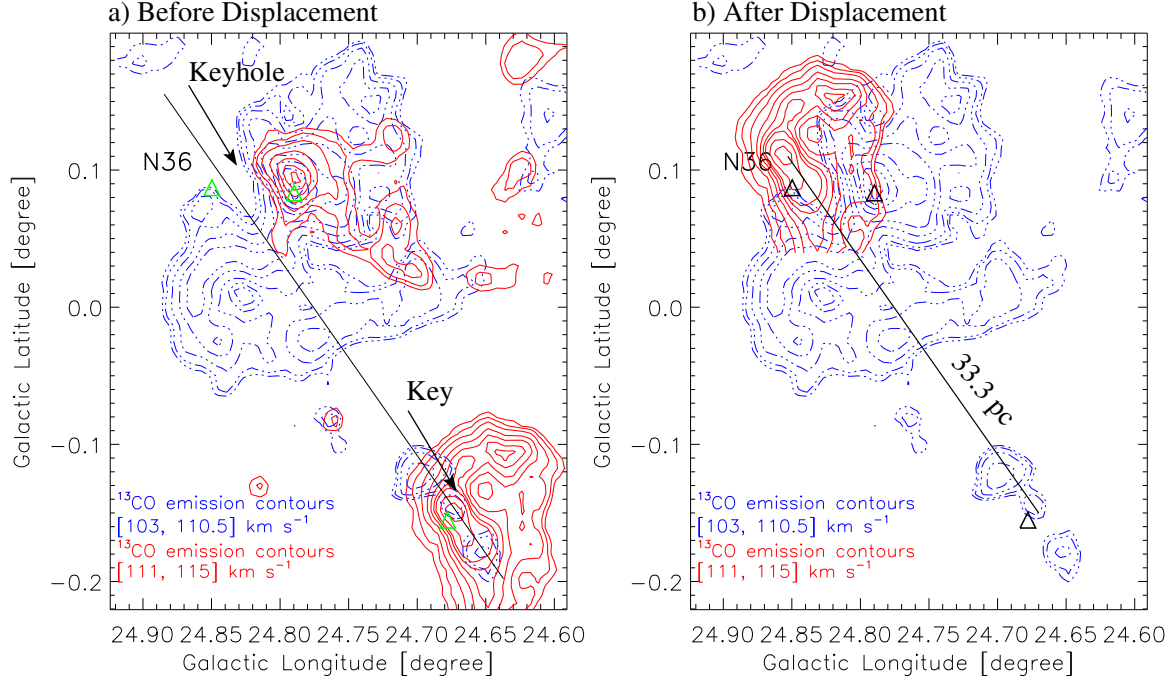 a) Before Displacement
Keyhole
N36
Key
¹³CO emission contours
[103, 110.5] km s⁻¹
¹³CO emission contours
[111, 115] km s⁻¹
0.1
0.0
−0.1
−0.2
Galactic Latitude [degree]
24.90 24.85 24.80 24.75 24.70 24.65 24.60
Galactic Longitude [degree]
b) After Displacement
N36
33.3 pc
¹³CO emission contours
[103, 110.5] km s⁻¹
¹³CO emission contours
[111, 115] km s⁻¹
0.1
0.0
−0.1
−0.2
Galactic Latitude [degree]
24.90 24.85 24.80 24.75 24.70 24.65 24.60
Galactic Longitude [degree]